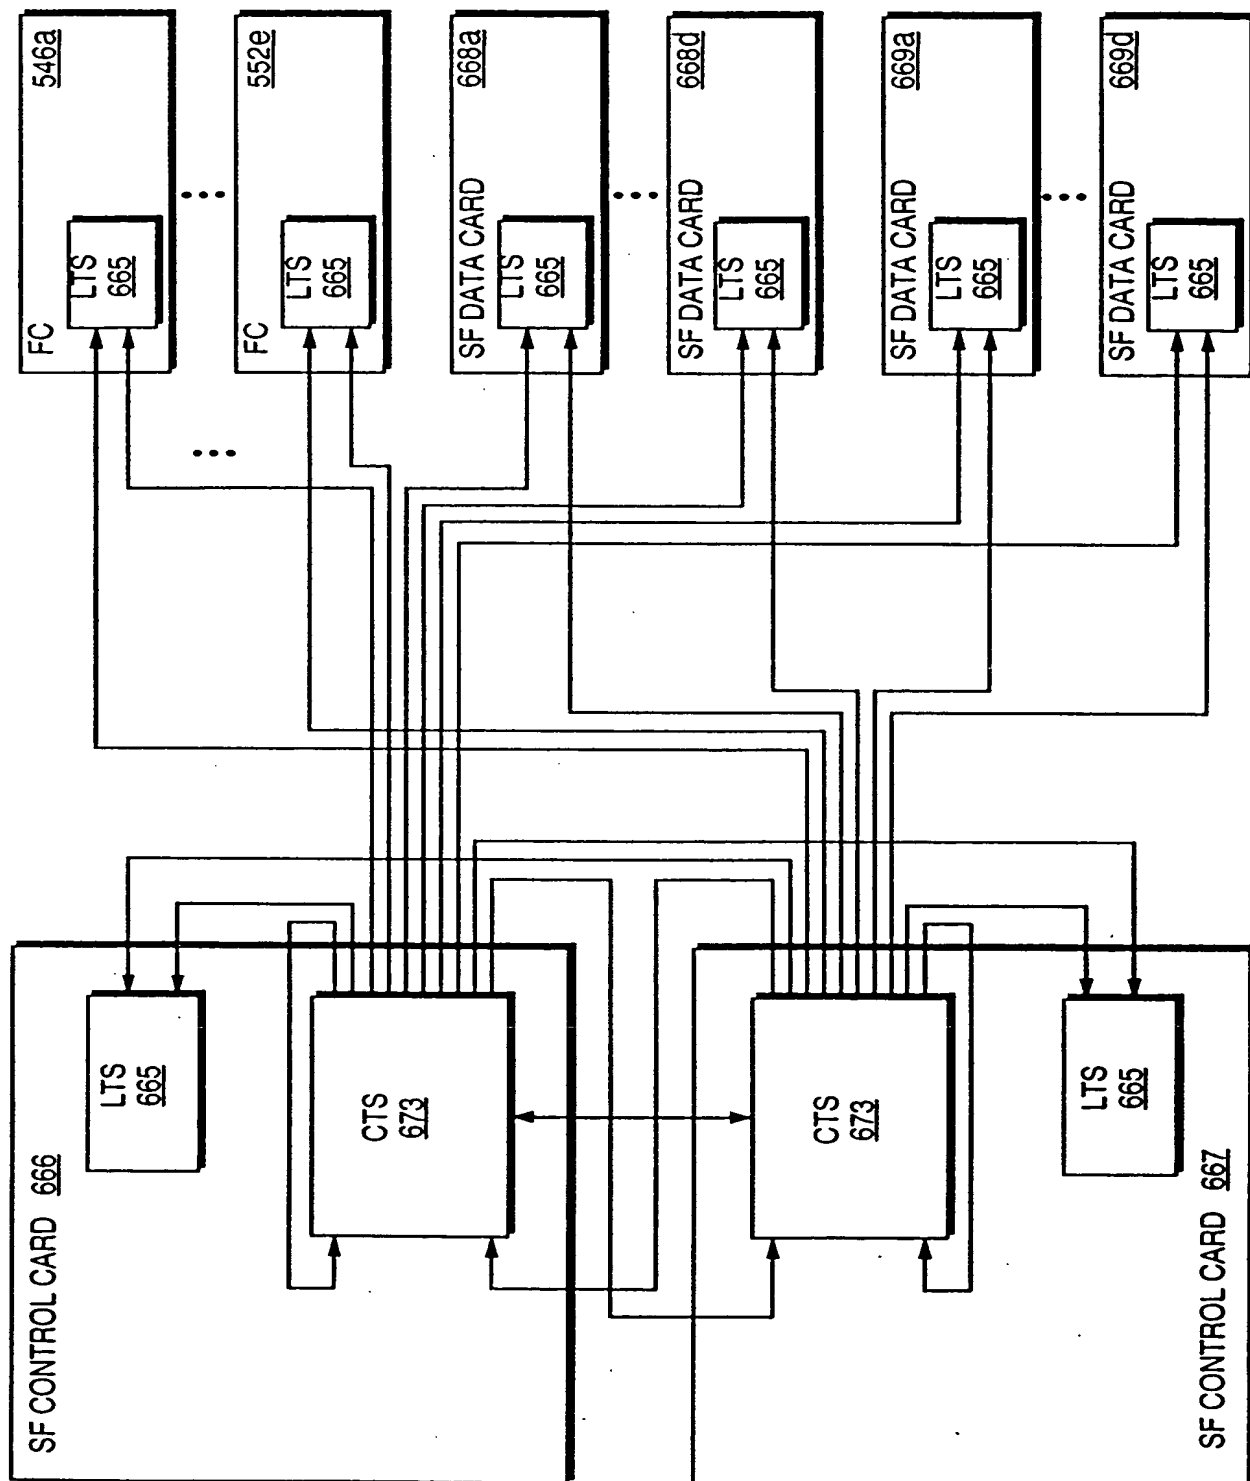 546a
FC
LTS
665
552e
FC
LTS
665
668a
SF DATA CARD
LTS
665
668d
SF DATA CARD
LTS
665
669a
SF DATA CARD
LTS
665
669d
SF DATA CARD
LTS
665
SF CONTROL CARD 666
LTS
665
CTS
673
CTS
673
LTS
665
SF CONTROL CARD 667